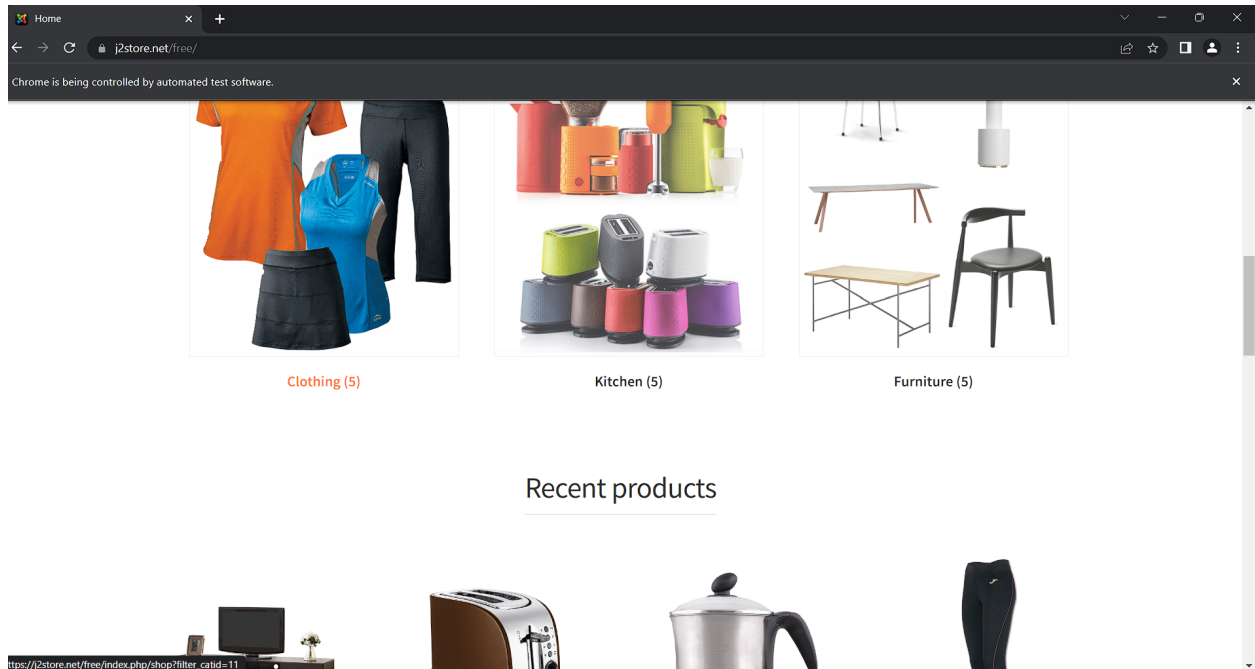 Home
j2store.net/free/
Chrome is being controlled by automated test software.
Clothing (5)
Kitchen (5)
Furniture (5)
Recent products
ttps://j2store.net/free/index.php/shop?filter_catid=11